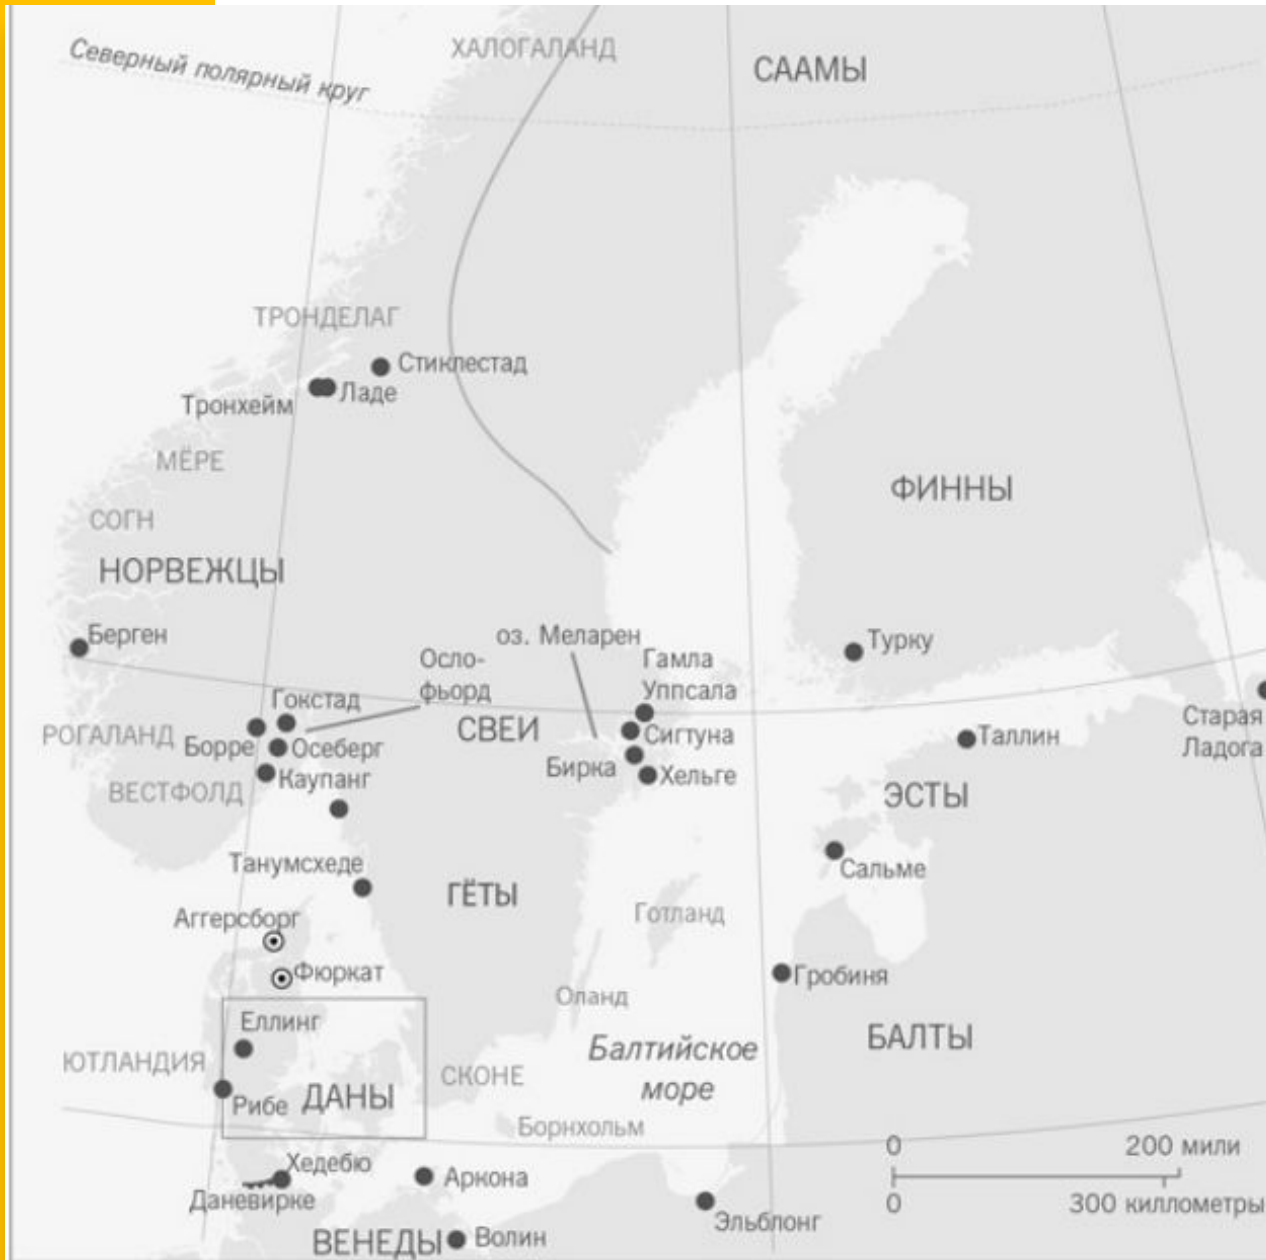 ХАЛОГАЛАНД
Северный полярный круг
СААМЫ
ТРОНДЕЛАГ
Стиклестад
Тронхейм
Ладе
МЁРЕ
ФИННЫ
СОГН
НОРВЕЖЦЫ
Берген
оз. Меларен
Турку
Осло-
фьорд
Гамла
Уппсала
Гокстад
РОГАЛАНД
Борре
Осеберг
СВЕИ
Сигтуна
Таллин
Старая
Ладога
Каупанг
Бирка
Хельге
ВЕСТФОЛД
ЭСТЫ
Танумсхеде
Сальме
ГЁТЫ
Аггерсборг
Готланд
Фюркат
Гробиня
Оланд
Еллинг
Балтийское
море
БАЛТЫ
ЮТЛАНДИЯ
СКОНЕ
Рибе
ДАНЫ
Борнхольм
0
200 мили
Хедебю
Аркона
Даневирке
0
300 киллометры
Эльблонг
ВЕНЕДЫ
Волин